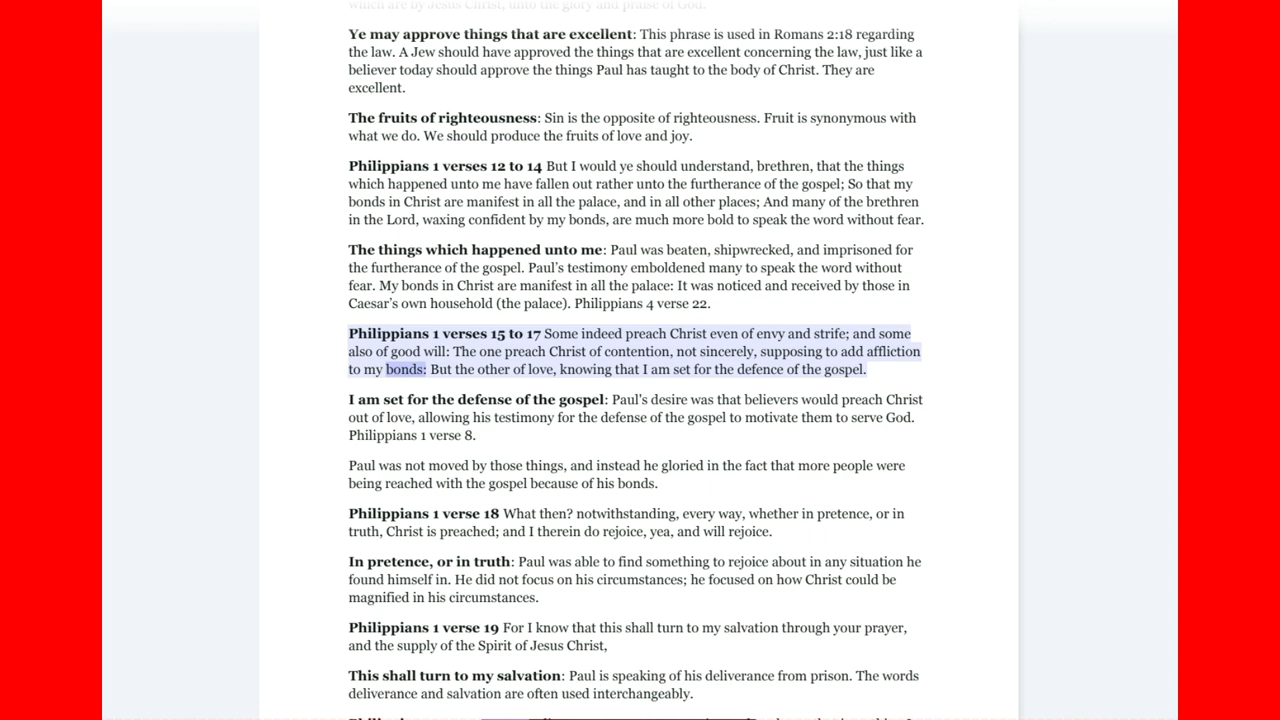 which are by Jesus Christ, unto the glory and praise of God.
Ye may approve things that are excellent: This phrase is used in Romans 2:18 regarding
the law. A Jew should have approved the things that are excellent concerning the law, just like a
believer today should approve the things Paul has taught to the body of Christ. They are
excellent.
The fruits of righteousness: Sin is the opposite of righteousness. Fruit is synonymous with
what we do. We should produce the fruits of love and joy.
Philippians 1 verses 12 to 14 But I would ye should understand, brethren, that the things
which happened unto me have fallen out rather unto the furtherance of the gospel; So that my
bonds in Christ are manifest in all the palace, and in all other places; And many of the brethren
in the Lord, waxing confident by my bonds, are much more bold to speak the word without fear.
The things which happened unto me: Paul was beaten, shipwrecked, and imprisoned for
the furtherance of the gospel. Paul’s testimony emboldened many to speak the word without
fear. My bonds in Christ are manifest in all the palace: It was noticed and received by those in
Caesar’s own household (the palace). Philippians 4 verse 22.
Philippians 1 verses 15 to 17 Some indeed preach Christ even of envy and strife; and some
also of good will: The one preach Christ of contention, not sincerely, supposing to add affliction
to my bonds: But the other of love, knowing that I am set for the defence of the gospel.
I am set for the defense of the gospel: Paul’s desire was that believers would preach Christ
out of love, allowing his testimony for the defense of the gospel to motivate them to serve God.
Philippians 1 verse 8.
Paul was not moved by those things, and instead he gloried in the fact that more people were
being reached with the gospel because of his bonds.
Philippians 1 verse 18 What then? notwithstanding, every way, whether in pretence, or in
truth, Christ is preached; and I therein do rejoice, yea, and will rejoice.
In pretence, or in truth: Paul was able to find something to rejoice about in any situation he
found himself in. He did not focus on his circumstances; he focused on how Christ could be
magnified in his circumstances.
Philippians 1 verse 19 For I know that this shall turn to my salvation through your prayer,
and the supply of the Spirit of Jesus Christ,
This shall turn to my salvation: Paul is speaking of his deliverance from prison. The words
deliverance and salvation are often used interchangeably.